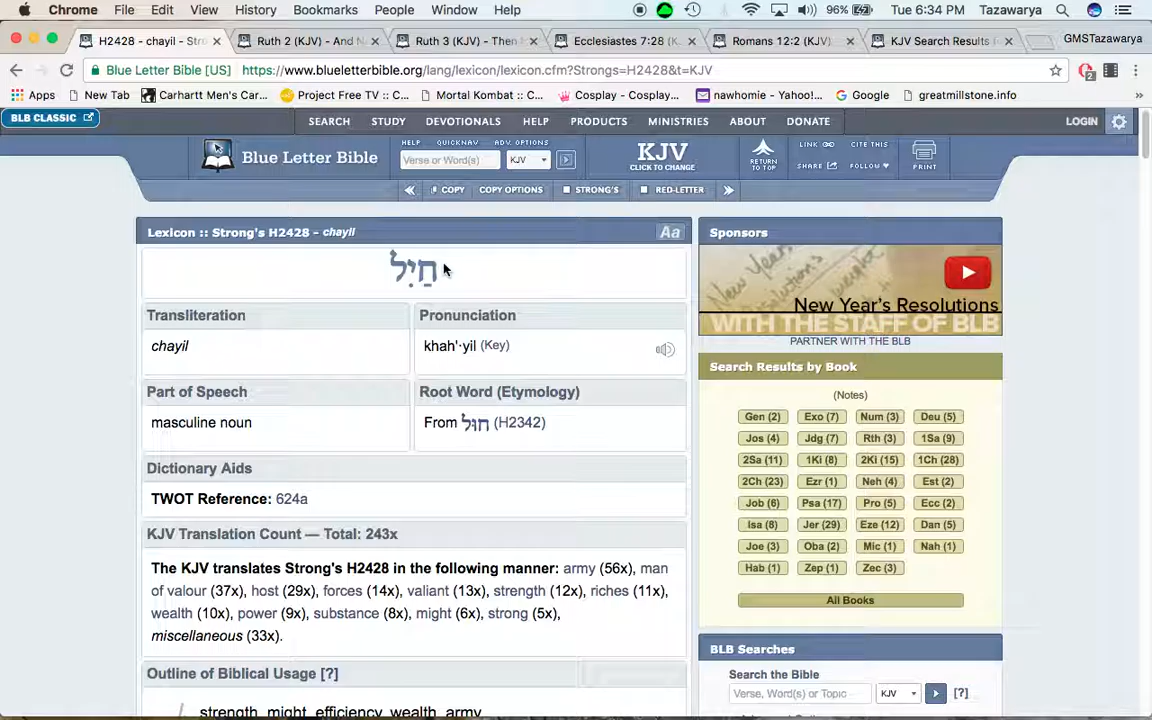 Chrome File Edit View History Bookmarks People Window Help 96% Tue 6:34 PM Tazawarya
H2428 - chayil - Stro × Ruth 2 (KJV) - And N × Ruth 3 (KJV) - Then × Ecclesiastes 7:28 (K × Romans 12:2 (KJV) × KJV Search Results × GMSTazawarya
Blue Letter Bible [US] https://www.blueletterbible.org/lang/lexicon/lexicon.cfm?Strongs=H2428&t=KJV 2
Apps New Tab Carhartt Men's Car... Project Free TV :: C... Mortal Kombat :: C... Cosplay - Cosplay... nawhomie - Yahoo!... Google greatmillstone.info »
BLB CLASSIC SEARCH STUDY DEVOTIONALS HELP PRODUCTS MINISTRIES ABOUT DONATE LOGIN
Blue Letter Bible HELP QUICKNAV ADV. OPTIONS
Verse or Word(s) KJV
KJV
CLICK TO CHANGE
RETURN TO TOP
LINK CITE THIS
SHARE FOLLOW
PRINT
COPY COPY OPTIONS STRONG'S RED-LETTER
Lexicon :: Strong's H2428 - chayil Aa
חַיִל
Transliteration Pronunciation
chayil khah'·yil (Key)
Part of Speech Root Word (Etymology)
masculine noun From חוּל (H2342)
Dictionary Aids
TWOT Reference: 624a
KJV Translation Count — Total: 243x
The KJV translates Strong's H2428 in the following manner: army (56x), man
of valour (37x), host (29x), forces (14x), valiant (13x), strength (12x), riches (11x),
wealth (10x), power (9x), substance (8x), might (6x), strong (5x),
miscellaneous (33x).
Outline of Biblical Usage [?]
strength, might, efficiency, wealth, army
Sponsors
New Year's Resolutions
WITH THE STAFF OF BLB
PARTNER WITH THE BLB
Search Results by Book
(Notes)
Gen (2) Exo (7) Num (3) Deu (5)
Jos (4) Jdg (7) Rth (3) 1Sa (9)
2Sa (11) 1Ki (8) 2Ki (15) 1Ch (28)
2Ch (23) Ezr (1) Neh (4) Est (2)
Job (6) Psa (17) Pro (5) Ecc (2)
Isa (8) Jer (29) Eze (12) Dan (5)
Joe (3) Oba (2) Mic (1) Nah (1)
Hab (1) Zep (1) Zec (3)
All Books
BLB Searches
Search the Bible
Verse, Word(s) or Topic KJV [?]